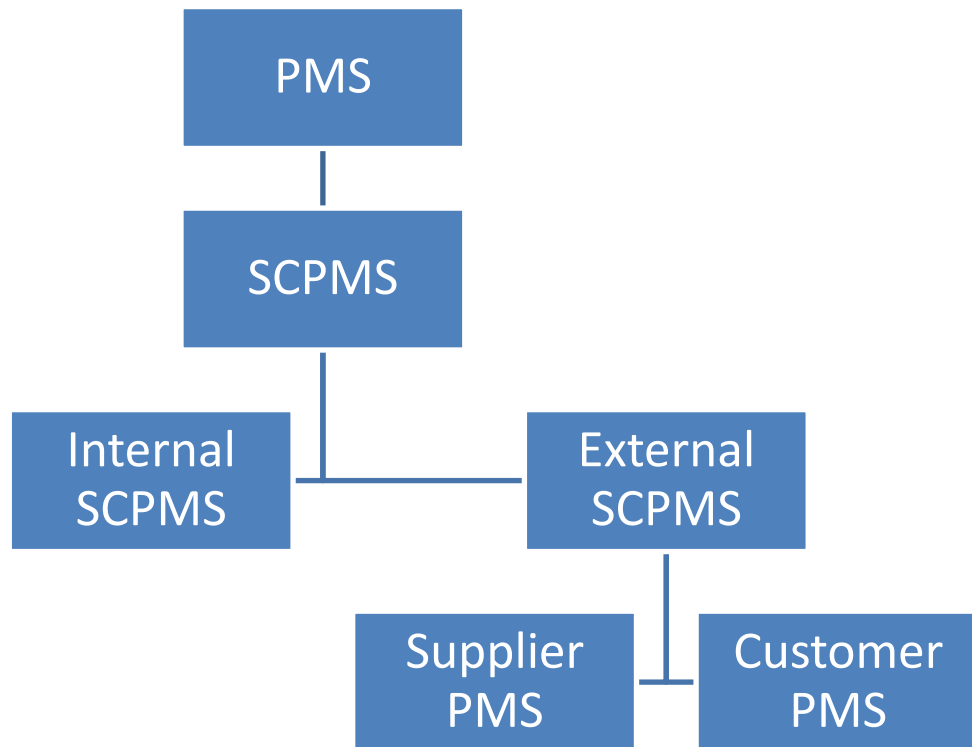 PMS
SCPMS
Internal
SCPMS
External
SCPMS
Supplier
PMS
Customer
PMS